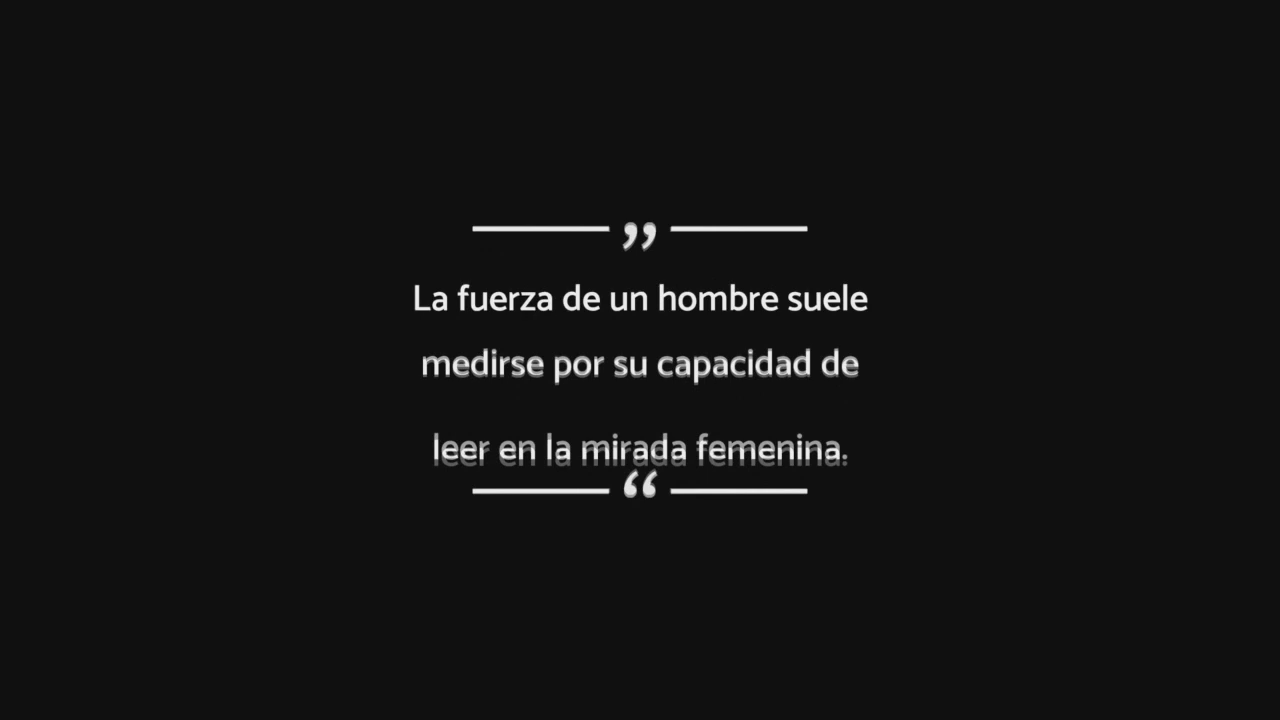 ”
La fuerza de un hombre suele
medirse por su capacidad de
leer en la mirada femenina.
“